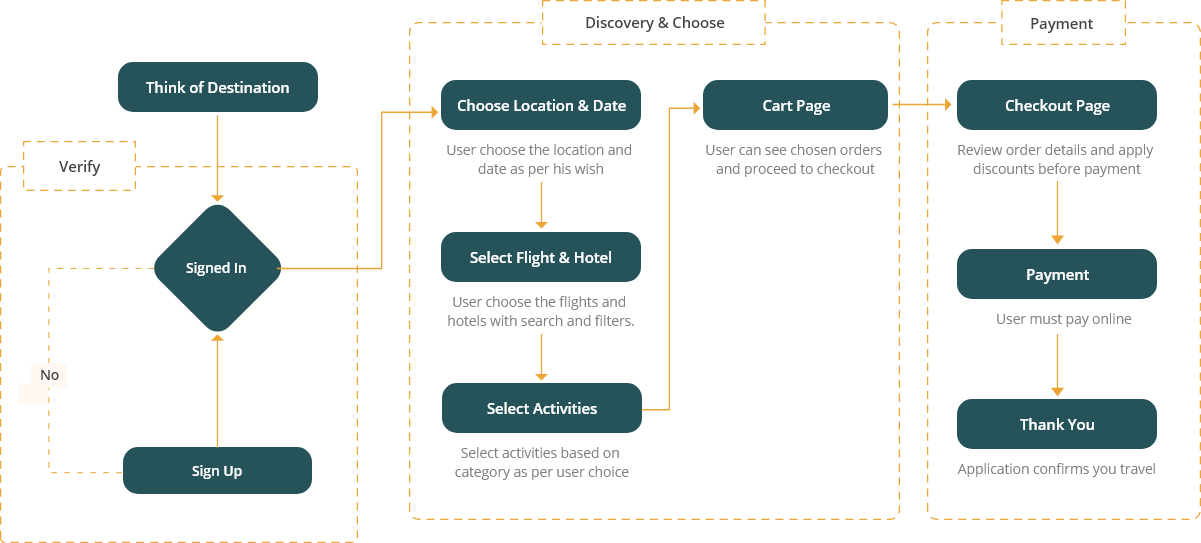 Think of Destination
Verify
Signed In
No
Sign Up
Discovery & Choose
Choose Location & Date
User choose the location and
date as per his wish
Select Flight & Hotel
User choose the flights and
hotels with search and filters.
Select Activities
Select activities based on
category as per user choice
Cart Page
User can see chosen orders
and proceed to checkout
Payment
Checkout Page
Review order details and apply
discounts before payment
Payment
User must pay online
Thank You
Application confirms you travel